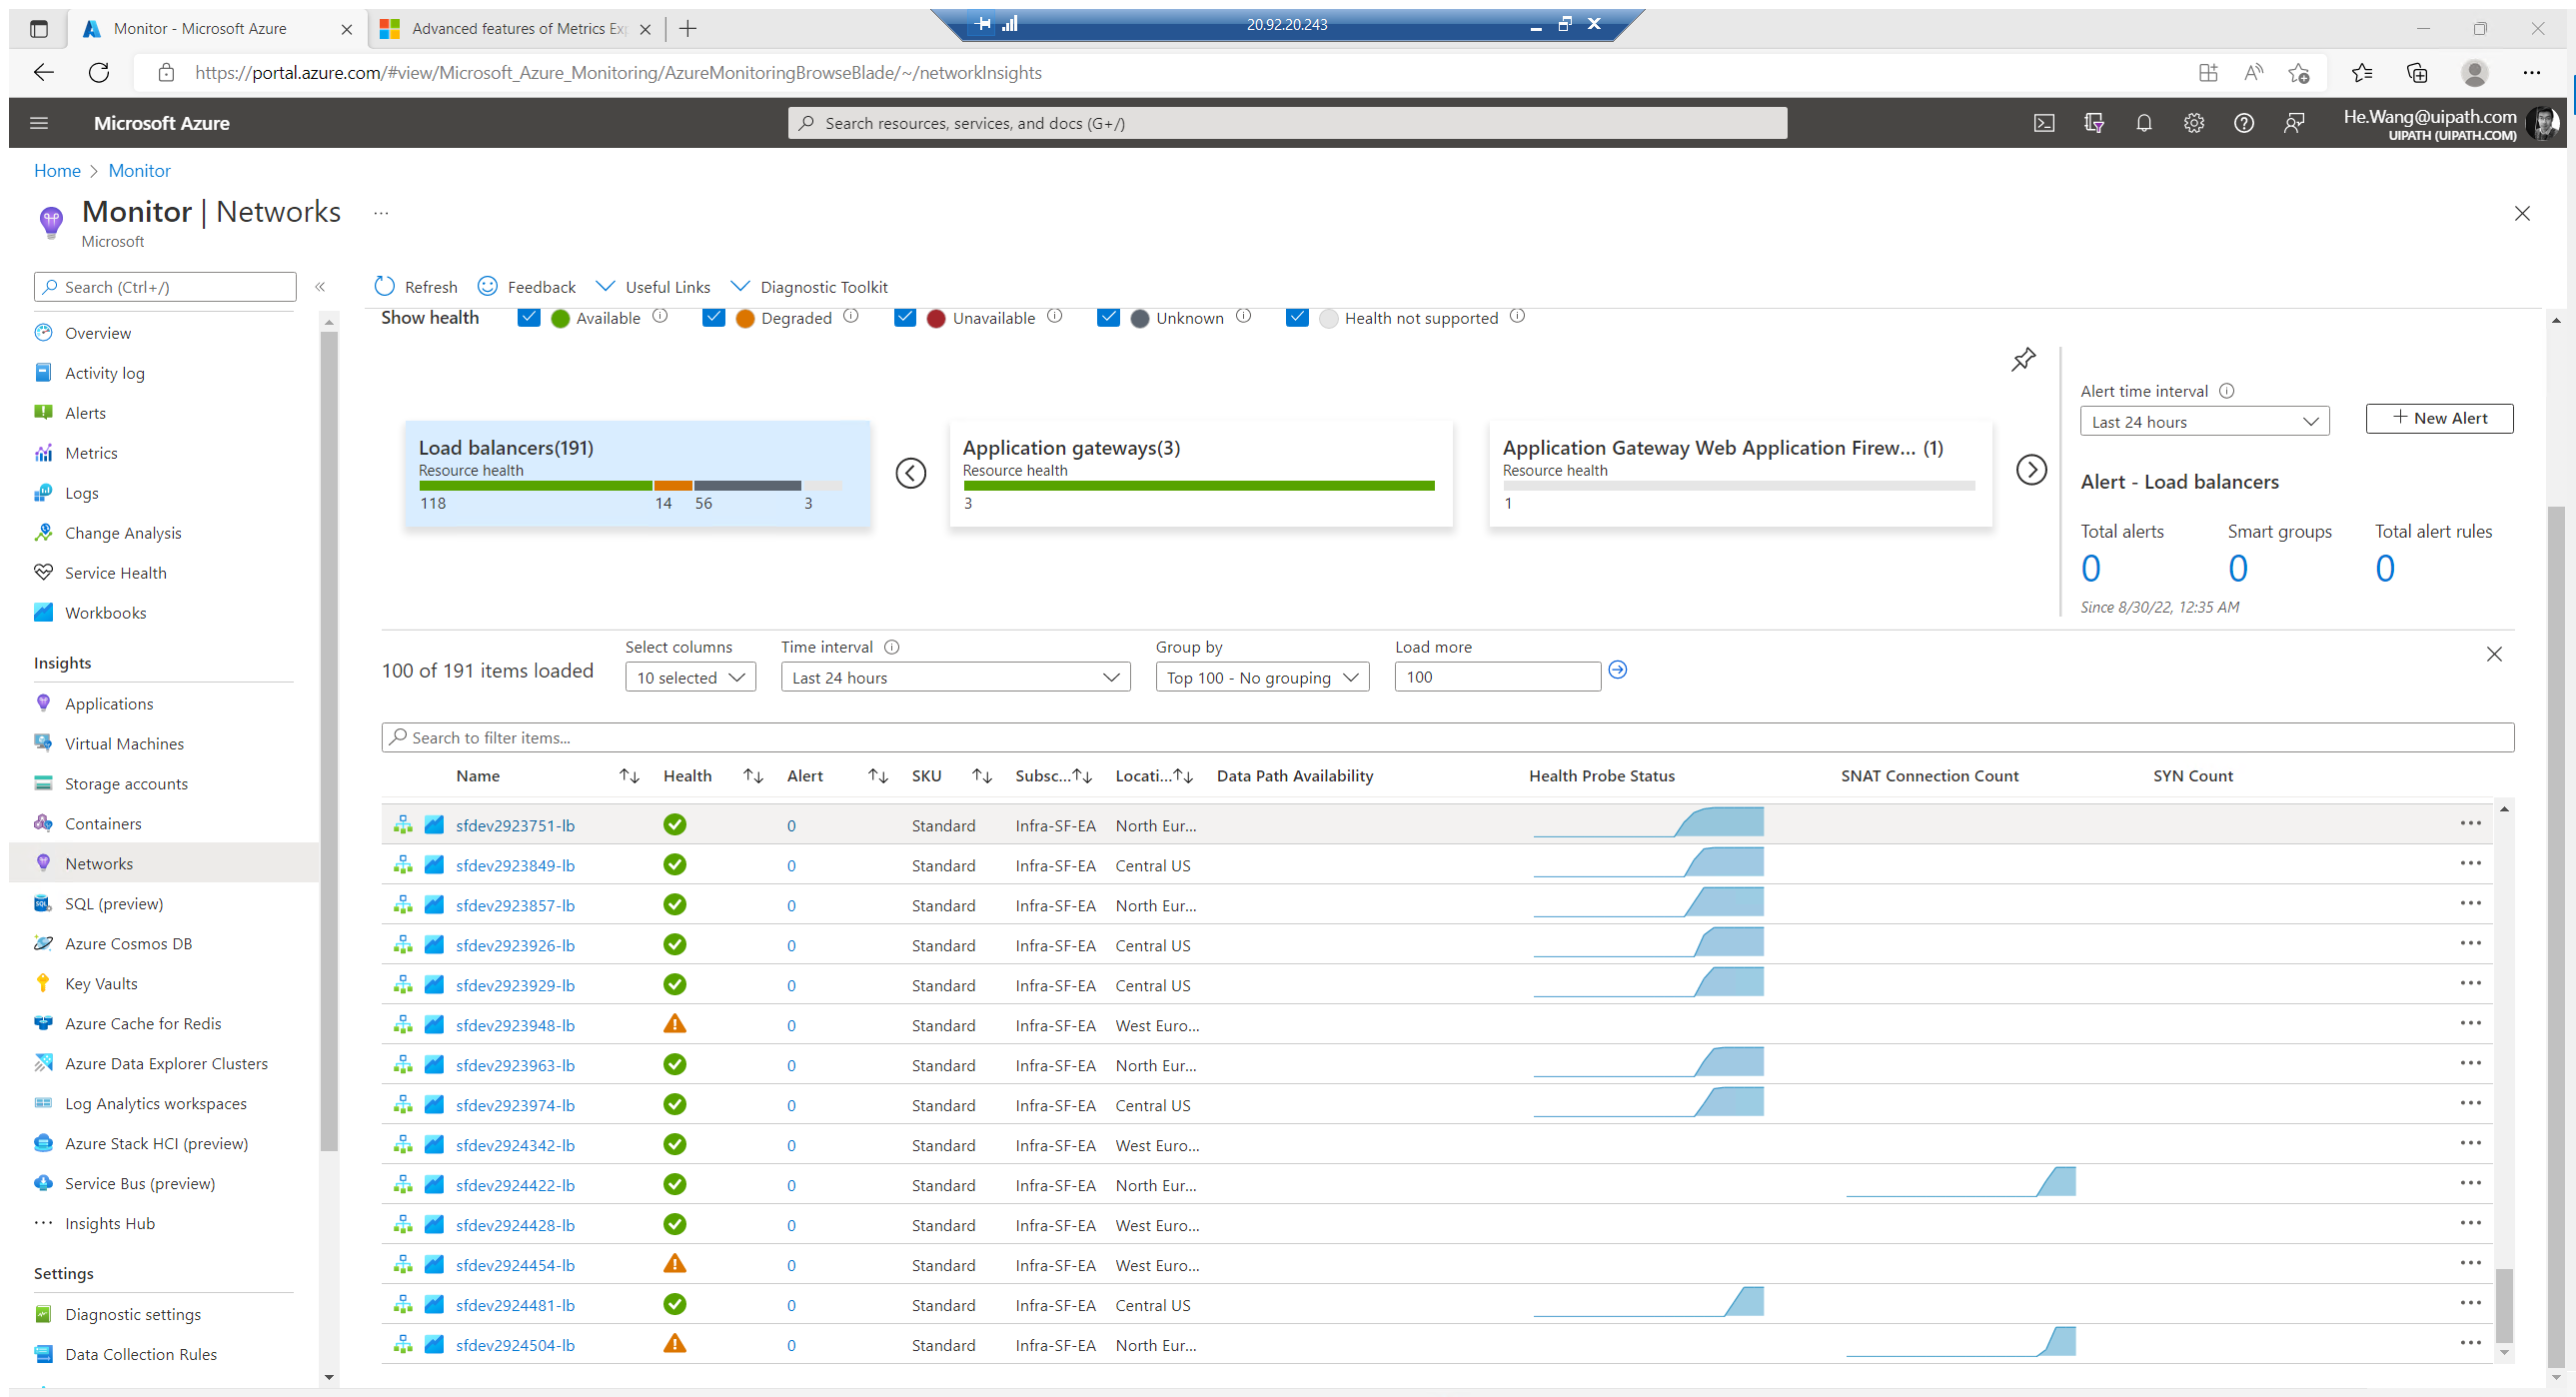 Monitor - Microsoft Azure
Advanced features of Metrics Exp
20.92.20.243
https://portal.azure.com/#view/Microsoft_Azure_Monitoring/AzureMonitoringBrowseBlade/~/networkInsights
Microsoft Azure
Search resources, services, and docs (G+/)
He.Wang@uipath.com
UIPATH (UIPATH.COM)
Home > Monitor
Monitor | Networks ...
Microsoft
Search (Ctrl+/) «
Overview
Activity log
Alerts
Metrics
Logs
Change Analysis
Service Health
Workbooks
Insights
Applications
Virtual Machines
Storage accounts
Containers
Networks
SQL (preview)
Azure Cosmos DB
Key Vaults
Azure Cache for Redis
Azure Data Explorer Clusters
Log Analytics workspaces
Azure Stack HCI (preview)
Service Bus (preview)
Insights Hub
Settings
Diagnostic settings
Data Collection Rules
Refresh Feedback Useful Links Diagnostic Toolkit
Show health Available Degraded Unavailable Unknown Health not supported
Load balancers(191)
Resource health
118 14 56 3
Application gateways(3)
Resource health
3
Application Gateway Web Application Firew... (1)
Resource health
1
Alert time interval
Last 24 hours
+ New Alert
Alert - Load balancers
Total alerts Smart groups Total alert rules
0 0 0
Since 8/30/22, 12:35 AM
100 of 191 items loaded
Select columns
10 selected
Time interval
Last 24 hours
Group by
Top 100 - No grouping
Load more
100
Search to filter items...
Name Health Alert SKU Subsc... Locati... Data Path Availability Health Probe Status SNAT Connection Count SYN Count
sfdev2923751-lb 0 Standard Infra-SF-EA North Eur... ...
sfdev2923849-lb 0 Standard Infra-SF-EA Central US ...
sfdev2923857-lb 0 Standard Infra-SF-EA North Eur... ...
sfdev2923926-lb 0 Standard Infra-SF-EA Central US ...
sfdev2923929-lb 0 Standard Infra-SF-EA Central US ...
sfdev2923948-lb 0 Standard Infra-SF-EA West Euro... ...
sfdev2923963-lb 0 Standard Infra-SF-EA North Eur... ...
sfdev2923974-lb 0 Standard Infra-SF-EA Central US ...
sfdev2924342-lb 0 Standard Infra-SF-EA West Euro... ...
sfdev2924422-lb 0 Standard Infra-SF-EA North Eur... ...
sfdev2924428-lb 0 Standard Infra-SF-EA West Euro... ...
sfdev2924454-lb 0 Standard Infra-SF-EA West Euro... ...
sfdev2924481-lb 0 Standard Infra-SF-EA Central US ...
sfdev2924504-lb 0 Standard Infra-SF-EA North Eur... ...